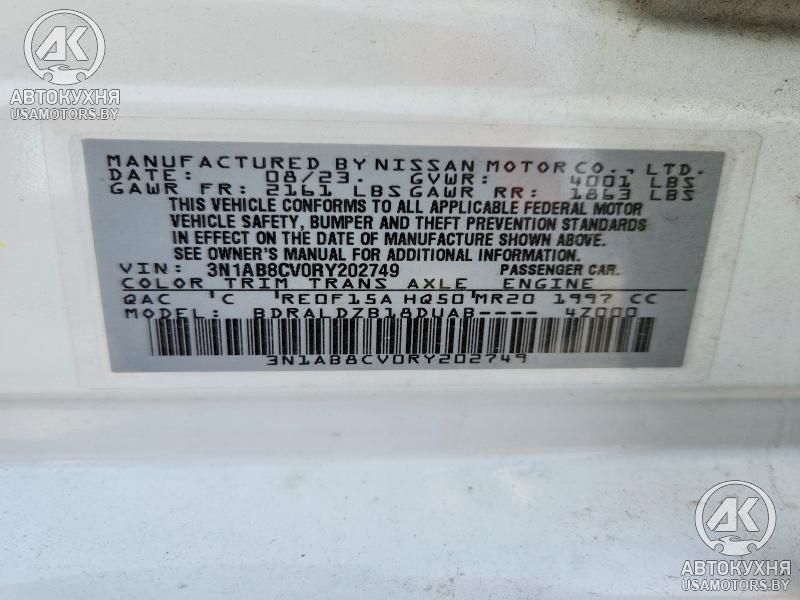 AK
АВТОКУХНЯ
USAMOTORS.BY
MANUFACTURED BY NISSAN MOTOR CO., LTD.
DATE: 08/23. GVWR: 4001 LBS
GAWR FR: 2161 LBS GAWR RR: 1863 LBS
THIS VEHICLE CONFORMS TO ALL APPLICABLE FEDERAL MOTOR
VEHICLE SAFETY, BUMPER AND THEFT PREVENTION STANDARDS
IN EFFECT ON THE DATE OF MANUFACTURE SHOWN ABOVE.
SEE OWNER'S MANUAL FOR ADDITIONAL INFORMATION.
VIN: 3N1AB8CV0RY202749 PASSENGER CAR.
COLOR TRIM TRANS AXLE ENGINE
QAC 'C 'RE0F15A HQ50 'MR20 1997 CC
MODEL: BDRALDZB18DUAB---- 4Z000
3N1AB8CV0RY202749
AK
АВТОКУХНЯ
USAMOTORS.BY